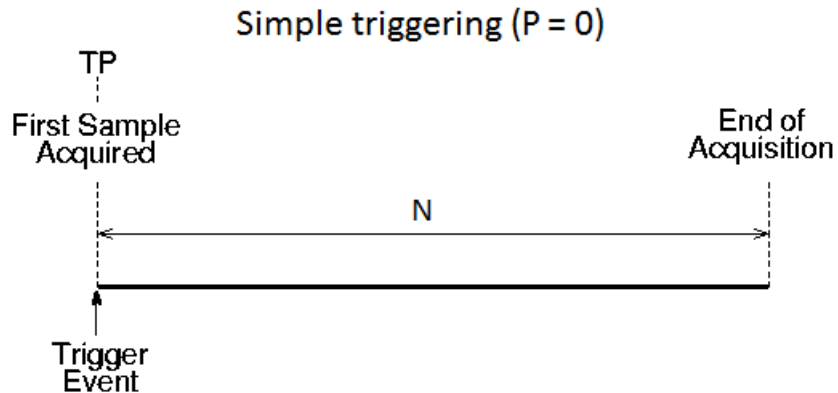 Simple triggering (P = 0)
TP
First Sample
Acquired
End of
Acquisition
N
Trigger
Event